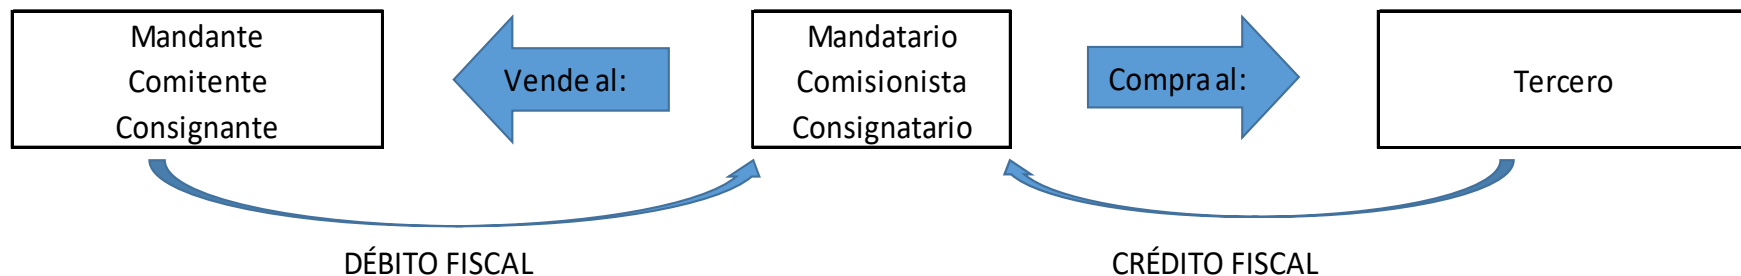 Mandante
Comitente
Consignante
Vende al:
Mandatario
Comisionista
Consignatario
Compra al:
Tercero
DÉBITO FISCAL
CRÉDITO FISCAL